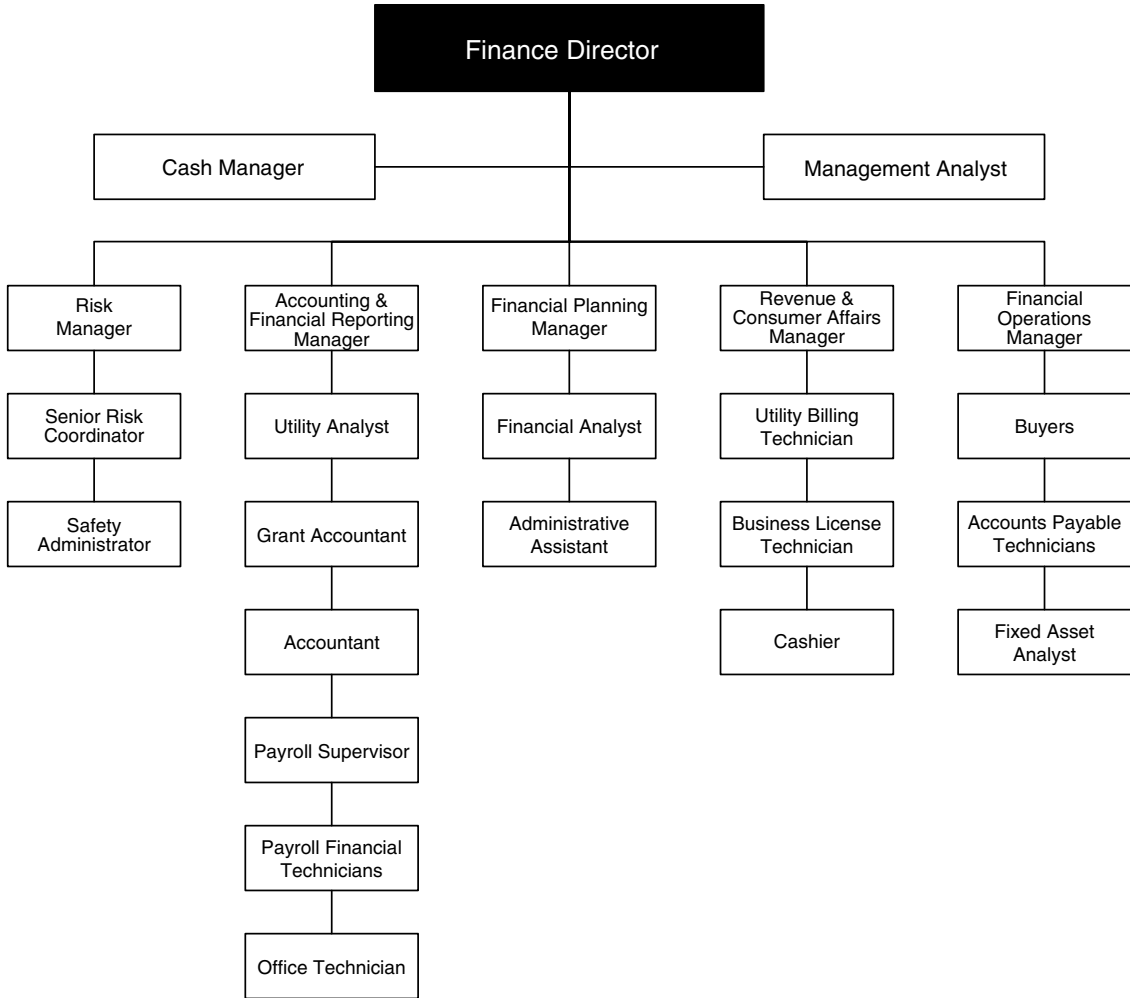 Finance Director
Cash Manager
Management Analyst
Risk
Manager
Accounting &
Financial Reporting
Manager
Financial Planning
Manager
Revenue &
Consumer Affairs
Manager
Financial
Operations
Manager
Senior Risk
Coordinator
Utility Analyst
Financial Analyst
Utility Billing
Technician
Buyers
Safety
Administrator
Grant Accountant
Administrative
Assistant
Business License
Technician
Accounts Payable
Technicians
Accountant
Cashier
Fixed Asset
Analyst
Payroll Supervisor
Payroll Financial
Technicians
Office Technician